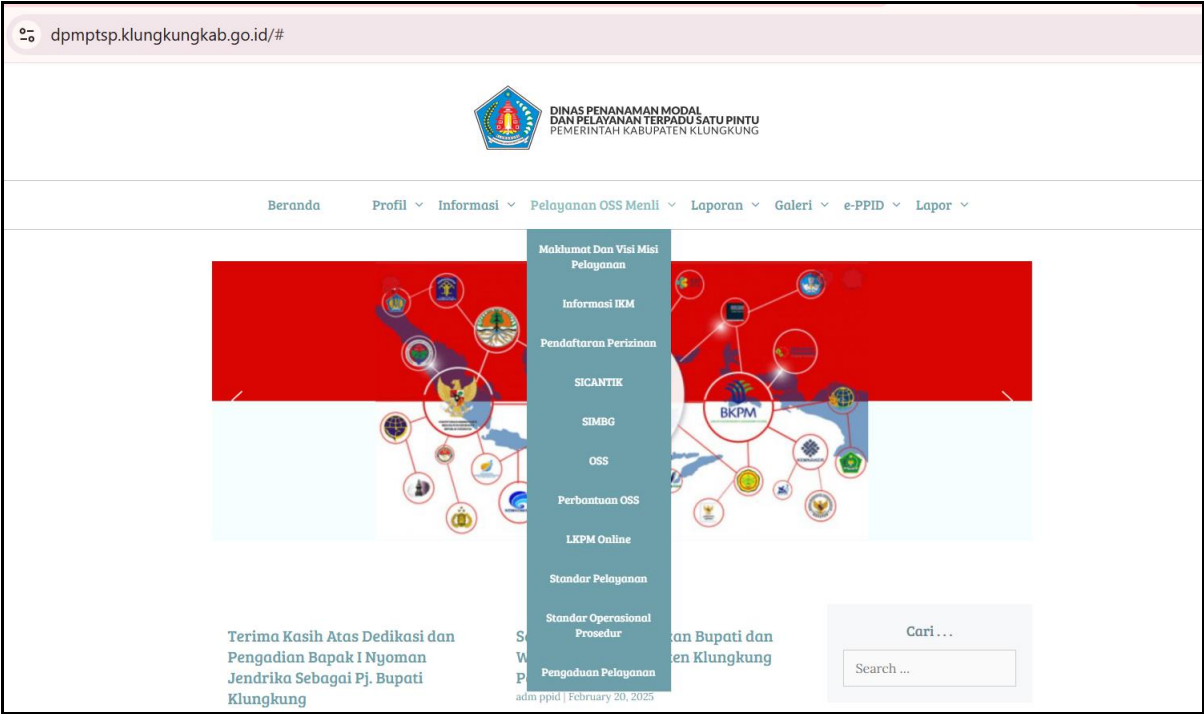 dpmptsp.klungkungkab.go.id/#
DINAS PENANAMAN MODAL
DAN PELAYANAN TERPADU SATU PINTU
PEMERINTAH KABUPATEN KLUNGKUNG
Beranda Profil Informasi Pelayanan OSS Menli Laporan Galeri e-PPID Lapor
Maklumat Dan Visi Misi
Pelayanan
Informasi IKM
Pendaftaran Perizinan
SICANTIK
SIMBG
OSS
Perbantuan OSS
LKPM Online
Standar Pelayanan
Standar Operasional
Prosedur
Pengaduan Pelayanan
BKPM
Terima Kasih Atas Dedikasi dan
Pengadian Bapak I Nyoman
Jendrika Sebagai Pj. Bupati
Klungkung
Bupati dan
Klungkung
adm ppid | February 20, 2025
Cari . . .
Search ...